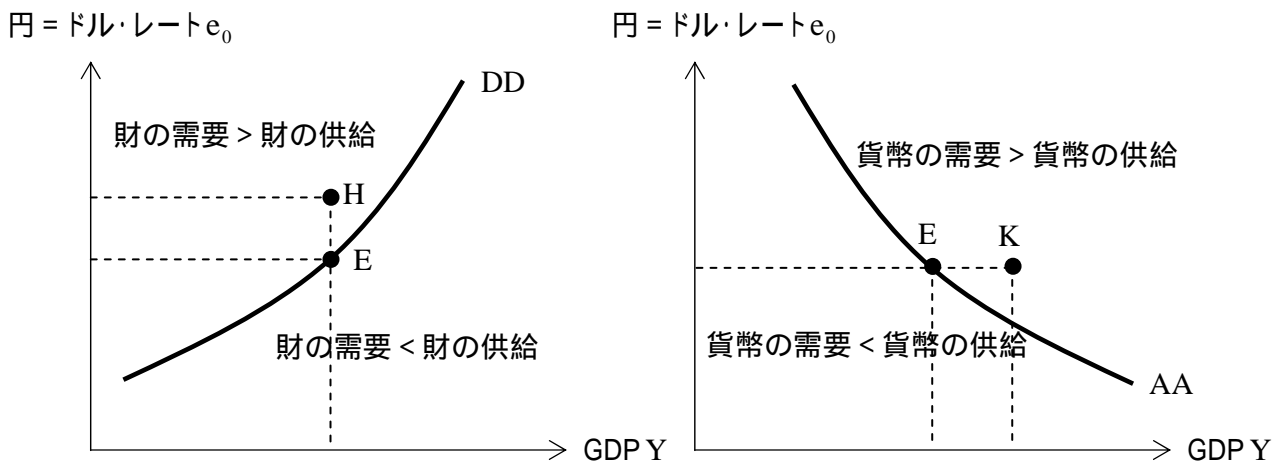 円=ドル・レートe₀
DD
財の需要>財の供給
H
E
財の需要<財の供給
GDP Y
円=ドル・レートe₀
貨幣の需要>貨幣の供給
E
K
貨幣の需要<貨幣の供給
AA
GDP Y